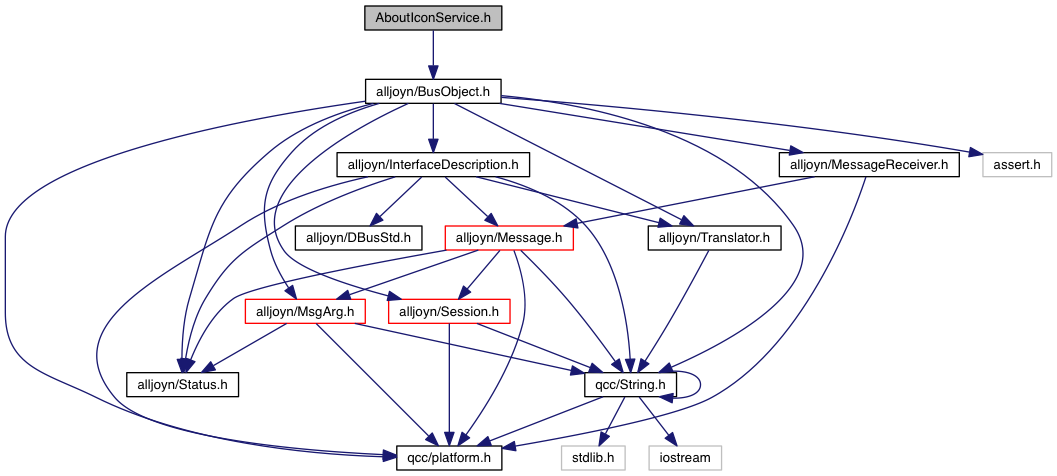 AboutIconService.h
alljoyn/BusObject.h
alljoyn/InterfaceDescription.h
alljoyn/MessageReceiver.h
assert.h
alljoyn/DBusStd.h
alljoyn/Message.h
alljoyn/Translator.h
alljoyn/MsgArg.h
alljoyn/Session.h
alljoyn/Status.h
qcc/String.h
qcc/platform.h
stdlib.h
iostream